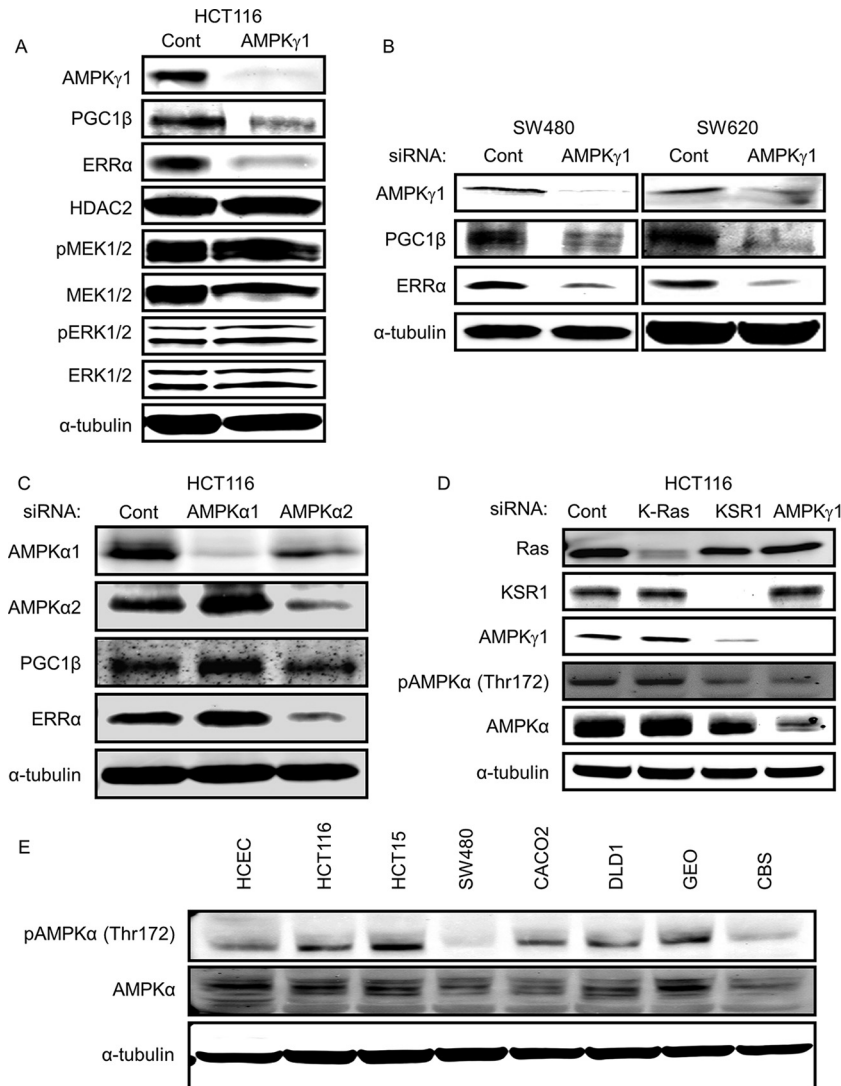 A
HCT116
Cont AMPKγ1
AMPKγ1
PGC1β
ERRα
HDAC2
pMEK1/2
MEK1/2
pERK1/2
ERK1/2
α-tubulin
B
SW480 SW620
siRNA: Cont AMPKγ1 Cont AMPKγ1
AMPKγ1
PGC1β
ERRα
α-tubulin
C
HCT116
siRNA: Cont AMPKα1 AMPKα2
AMPKα1
AMPKα2
PGC1β
ERRα
α-tubulin
D
HCT116
siRNA: Cont K-Ras KSR1 AMPKγ1
Ras
KSR1
AMPKγ1
pAMPKα (Thr172)
AMPKα
α-tubulin
E
HCEC HCT116 HCT15 SW480 CACO2 DLD1 GEO CBS
pAMPKα (Thr172)
AMPKα
α-tubulin